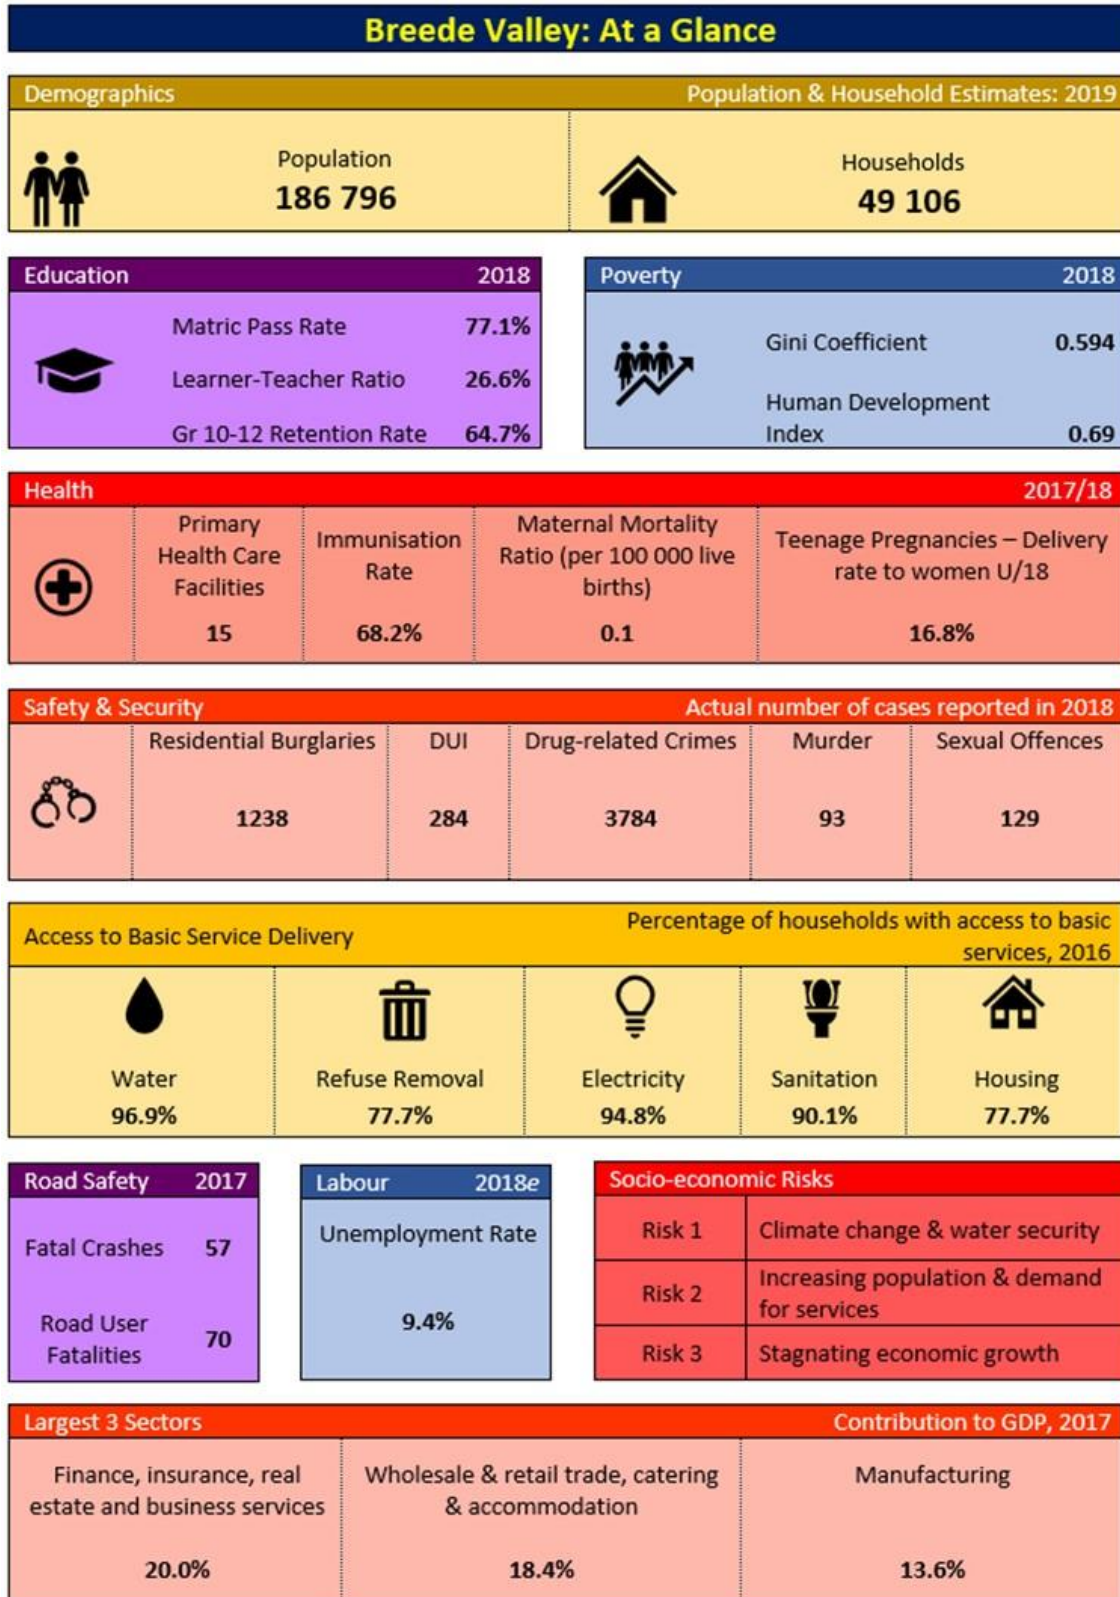 Breede Valley: At a Glance
Demographics Population & Household Estimates: 2019
Population
186 796
Households
49 106
Education 2018
Matric Pass Rate 77.1%
Learner-Teacher Ratio 26.6%
Gr 10-12 Retention Rate 64.7%
Poverty 2018
Gini Coefficient 0.594
Human Development
Index 0.69
Health 2017/18
Primary
Health Care
Facilities
15
Immunisation
Rate
68.2%
Maternal Mortality
Ratio (per 100 000 live
births)
0.1
Teenage Pregnancies – Delivery
rate to women U/18
16.8%
Safety & Security Actual number of cases reported in 2018
Residential Burglaries
1238
DUI
284
Drug-related Crimes
3784
Murder
93
Sexual Offences
129
Access to Basic Service Delivery
Percentage of households with access to basic
services, 2016
Water
96.9%
Refuse Removal
77.7%
Electricity
94.8%
Sanitation
90.1%
Housing
77.7%
Road Safety 2017
Fatal Crashes 57
Road User
Fatalities 70
Labour 2018e
Unemployment Rate
9.4%
Socio-economic Risks
Risk 1 Climate change & water security
Risk 2 Increasing population & demand
for services
Risk 3 Stagnating economic growth
Largest 3 Sectors Contribution to GDP, 2017
Finance, insurance, real
estate and business services
20.0%
Wholesale & retail trade, catering
& accommodation
18.4%
Manufacturing
13.6%